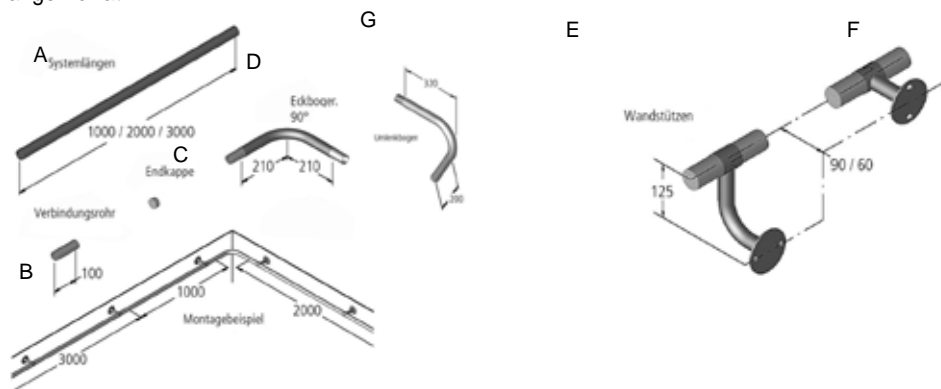 G
E
F
A
Systemlängen
D
1000 / 2000 / 3000
Eckbogen
90°
320
Umlenkbogen
200
C
Endkappe
210
210
Verbindungsrohr
B
100
1000
2000
Montagebeispiel
3000
Wandstützen
125
90 / 60